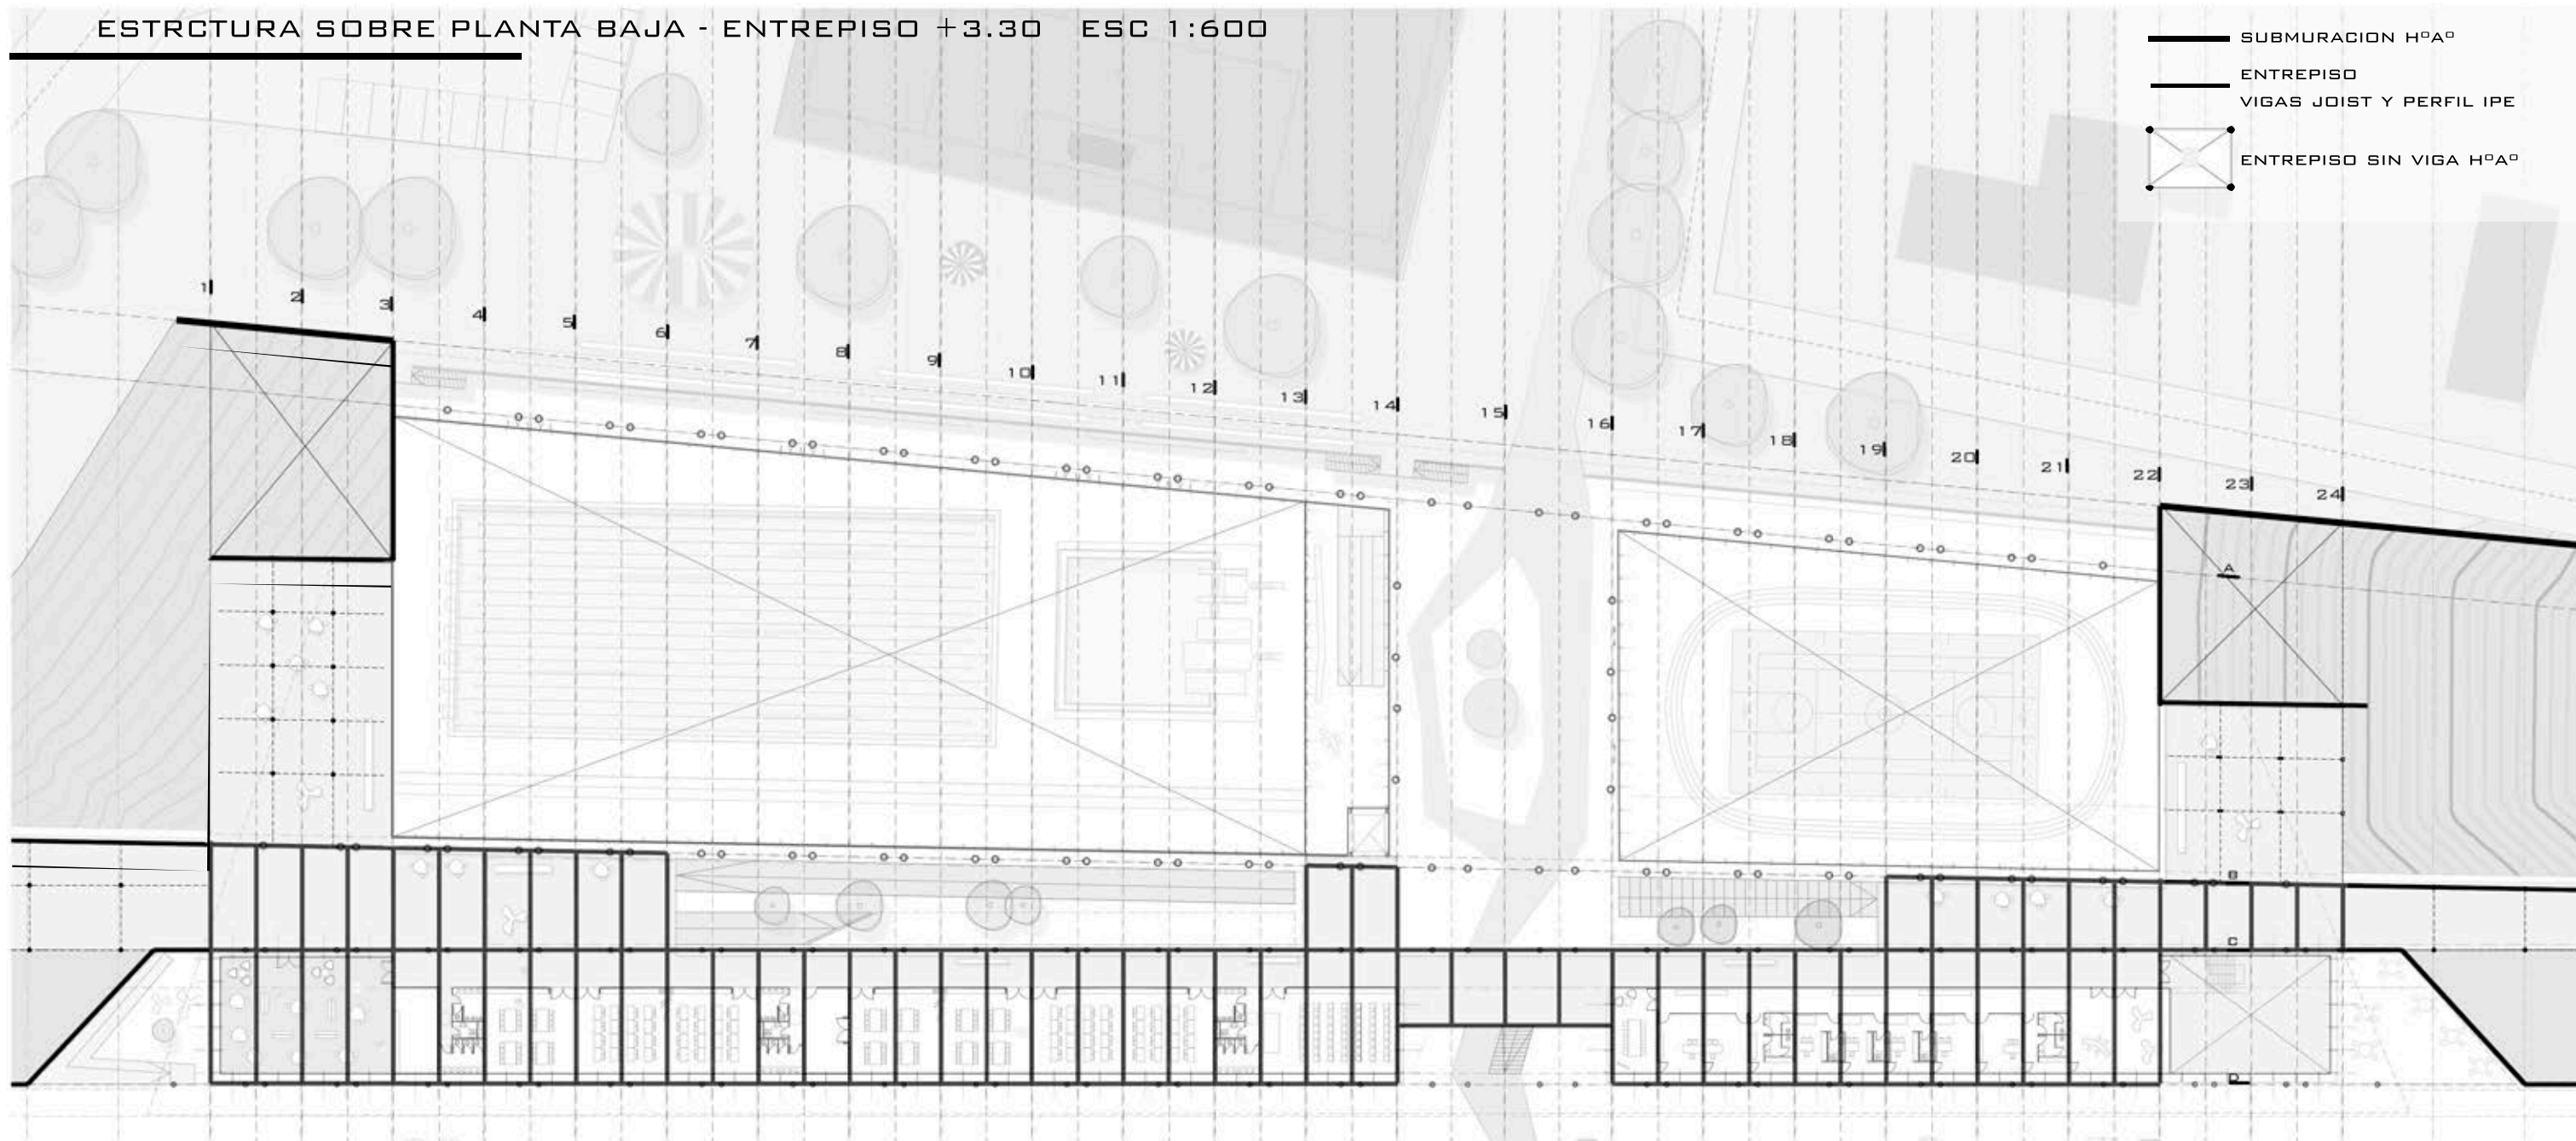 ESTRCTURA SOBRE PLANTA BAJA - ENTREPISO +3.30 ESC 1:600
SUBMURACION HºAº
ENTREPISO
VIGAS JOIST Y PERFIL IPE
ENTREPISO SIN VIGA HºAº
1
2
3
4
5
6
7
8
9
10
11
12
13
14
15
16
17
18
19
20
21
22
23
24
A
B
C
D